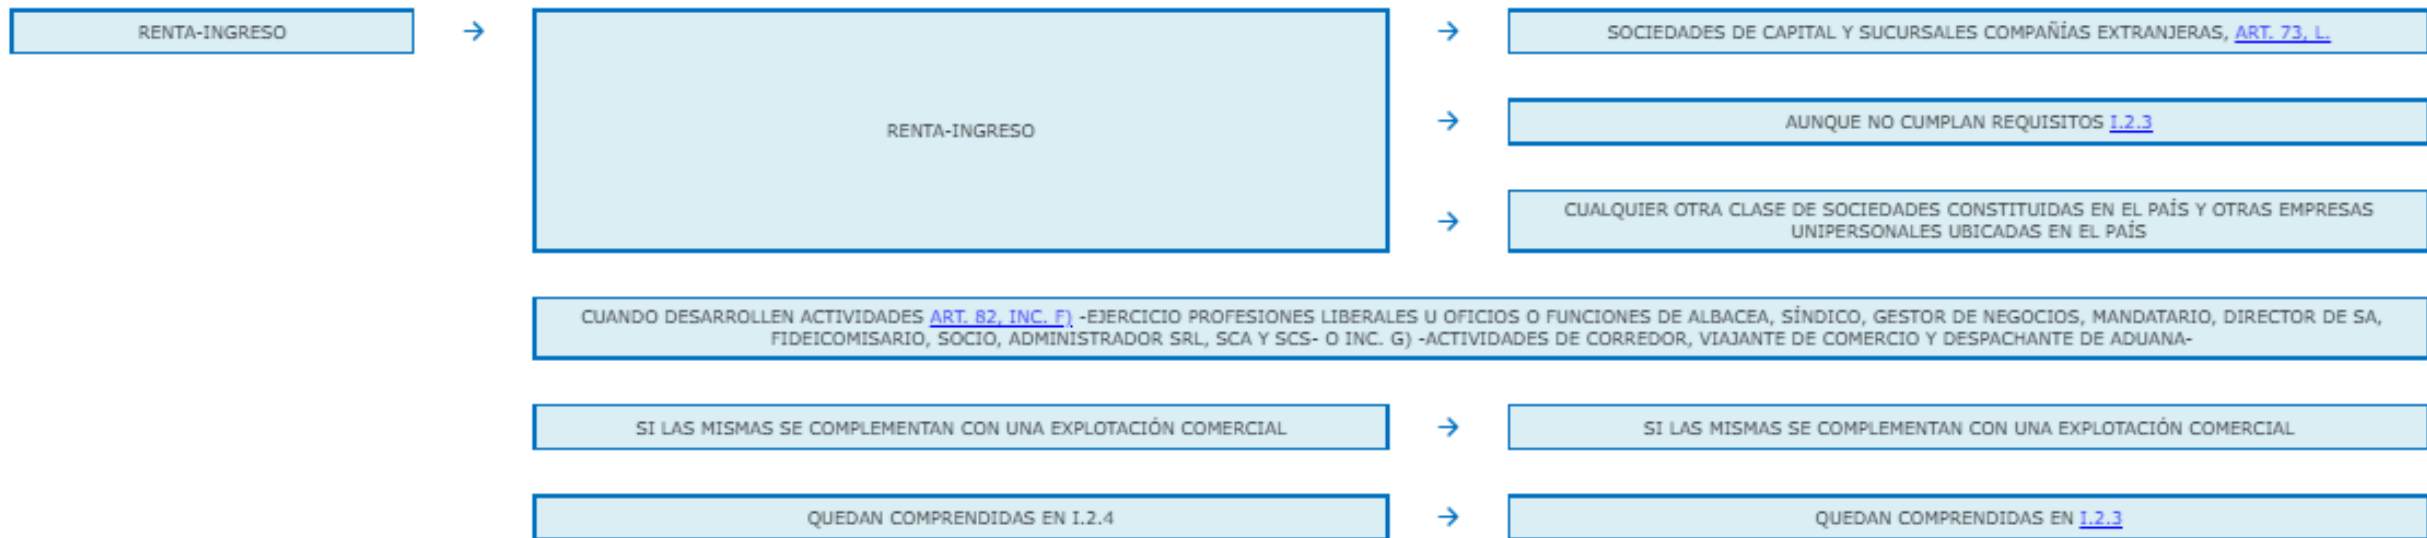 RENTA-INGRESO → RENTA-INGRESO → SOCIEDADES DE CAPITAL Y SUCURSALES COMPAÑÍAS EXTRANJERAS, ART. 73, L.
→ AUNQUE NO CUMPLAN REQUISITOS I.2.3
→ CUALQUIER OTRA CLASE DE SOCIEDADES CONSTITUIDAS EN EL PAÍS Y OTRAS EMPRESAS
UNIPERSONALES UBICADAS EN EL PAÍS
CUANDO DESARROLLEN ACTIVIDADES ART. 82, INC. F) -EJERCICIO PROFESIONES LIBERALES U OFICIOS O FUNCIONES DE ALBACEA, SÍNDICO, GESTOR DE NEGOCIOS, MANDATARIO, DIRECTOR DE SA,
FIDEICOMISARIO, SOCIO, ADMINISTRADOR SRL, SCA Y SCS- O INC. G) -ACTIVIDADES DE CORREDOR, VIAJANTE DE COMERCIO Y DESPACHANTE DE ADUANA-
SI LAS MISMAS SE COMPLEMENTAN CON UNA EXPLOTACIÓN COMERCIAL → SI LAS MISMAS SE COMPLEMENTAN CON UNA EXPLOTACIÓN COMERCIAL
QUEDAN COMPRENDIDAS EN I.2.4 → QUEDAN COMPRENDIDAS EN I.2.3